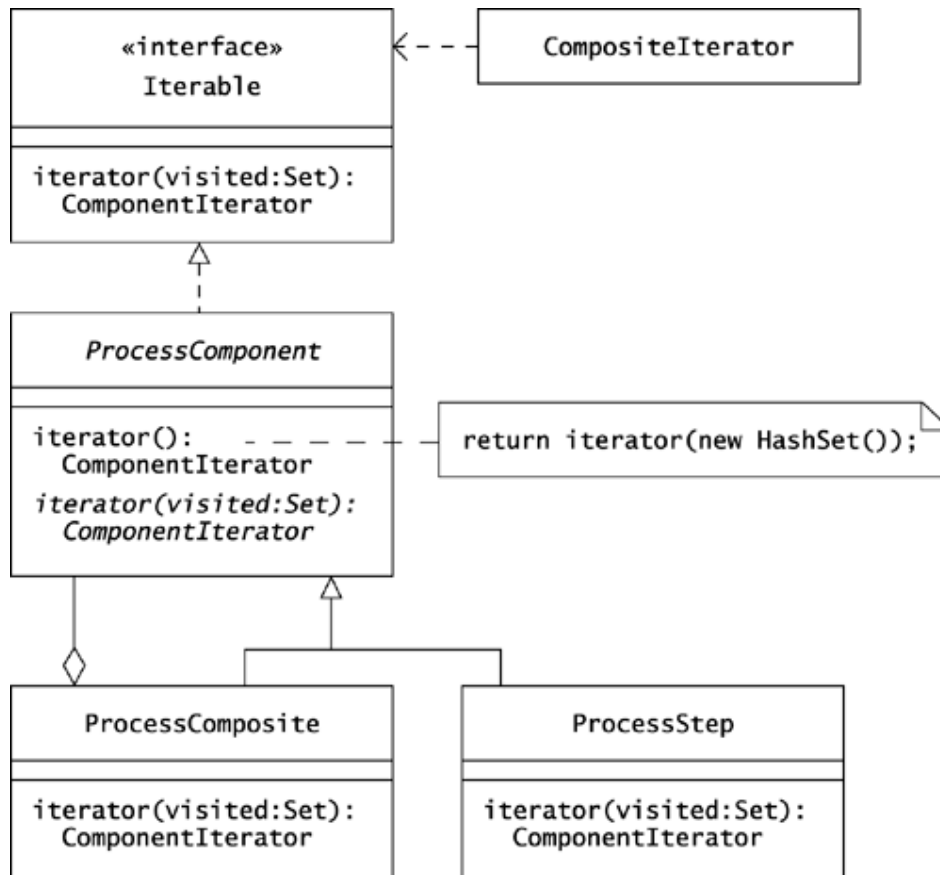 «interface»
Iterable
CompositeIterator
iterator(visited:Set):
ComponentIterator
ProcessComponent
iterator():
ComponentIterator
return iterator(new HashSet());
iterator(visited:Set):
ComponentIterator
ProcessComposite
iterator(visited:Set):
ComponentIterator
ProcessStep
iterator(visited:Set):
ComponentIterator